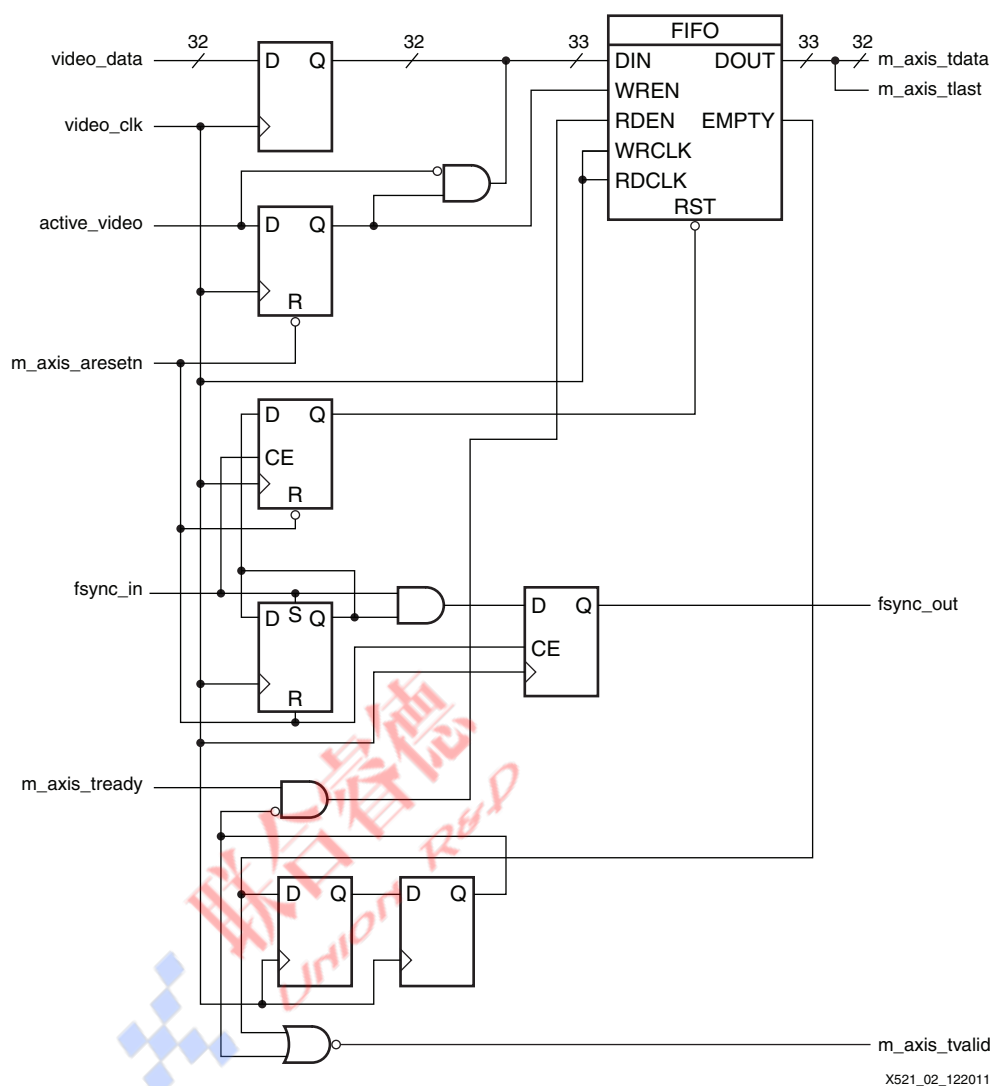 FIFO
32
32
33
33
32
video_data
D Q
DIN
DOUT
m_axis_tdata
WREN
m_axis_tlast
video_clk
RDEN
EMPTY
WRCLK
RDCLK
RST
active_video
D Q
R
m_axis_aresetn
D Q
CE
R
fsync_in
D S Q
R
D Q
CE
fsync_out
m_axis_tready
D Q
D Q
m_axis_tvalid
X521_02_122011
联合睿德
Union R&D